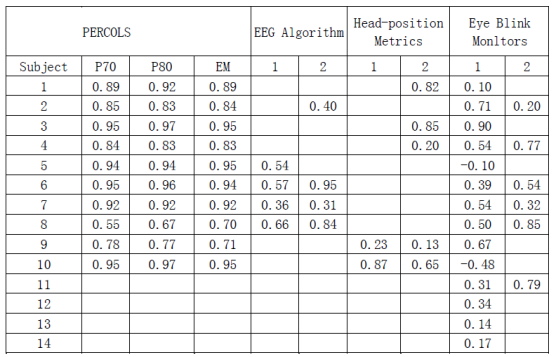 PERCOLS EEG Algorithm Head-position Metrics Eye Blink Monltors
Subject P70 P80 EM 1 2 1 2 1 2
1 0.89 0.92 0.89 0.82 0.10
2 0.85 0.83 0.84 0.40 0.71 0.20
3 0.95 0.97 0.95 0.85 0.90
4 0.84 0.83 0.83 0.20 0.54 0.77
5 0.94 0.94 0.95 0.54 -0.10
6 0.95 0.96 0.94 0.57 0.95 0.39 0.54
7 0.92 0.92 0.92 0.36 0.31 0.54 0.32
8 0.55 0.67 0.70 0.66 0.84 0.50 0.85
9 0.78 0.77 0.71 0.23 0.13 0.67
10 0.95 0.97 0.95 0.87 0.65 -0.48
11 0.31 0.79
12 0.34
13 0.14
14 0.17